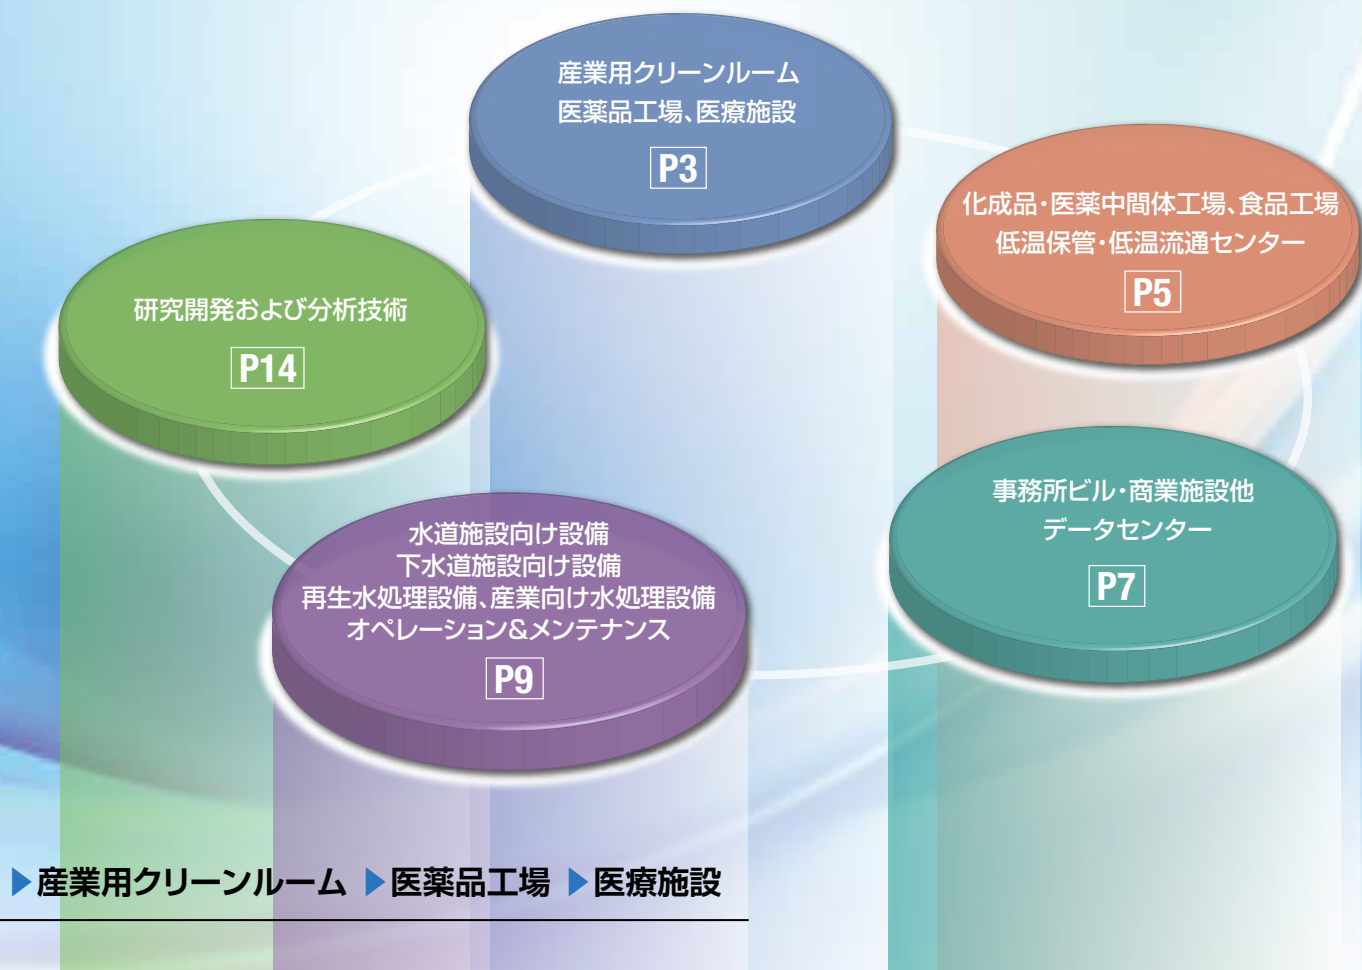 産業用クリーンルーム
医薬品工場、医療施設
P3
化成品・医薬中間体工場、食品工場
低温保管・低温流通センター
P5
研究開発および分析技術
P14
事務所ビル・商業施設他
データセンター
P7
水道施設向け設備
下水道施設向け設備
再生水処理設備、産業向け水処理設備
オペレーション&メンテナンス
P9
▶産業用クリーンルーム ▶医薬品工場 ▶医療施設